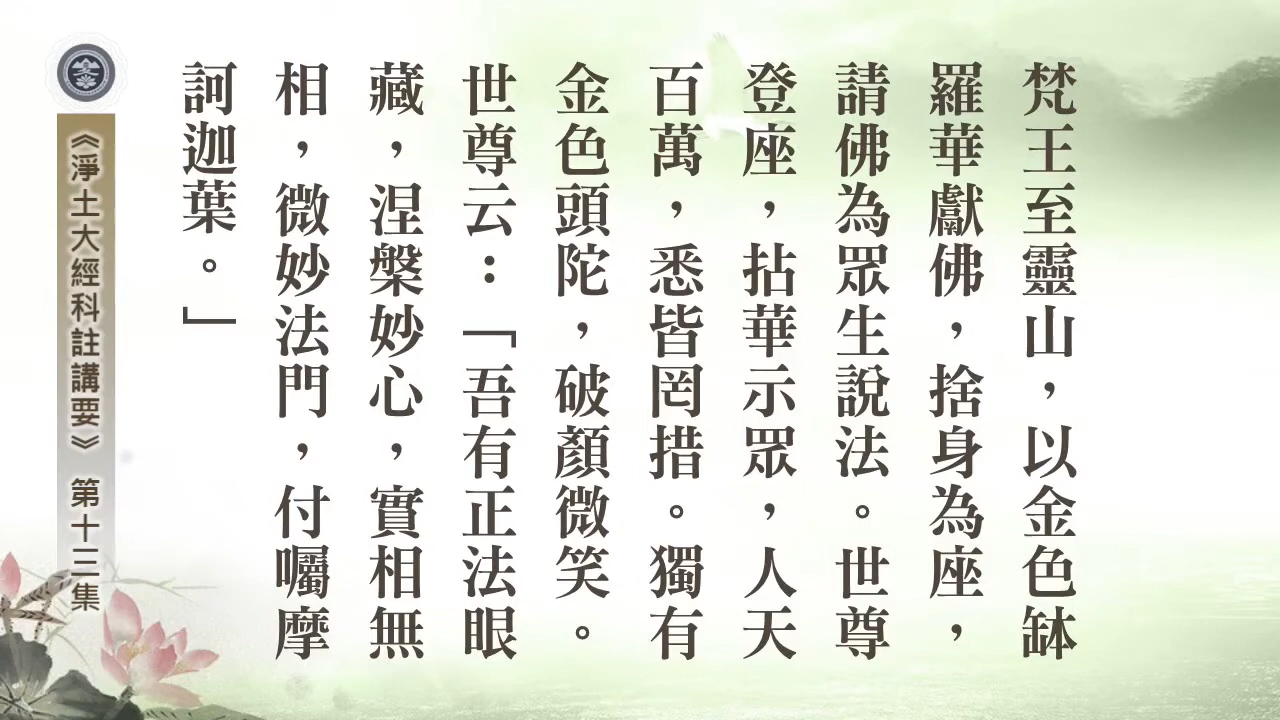 梵王至靈山，以金色缽
羅華獻佛，捨身為座，
請佛為眾生說法。世尊
登座，拈華示眾，人天
百萬，悉皆罔措。獨有
金色頭陀，破顏微笑。
世尊云：「吾有正法眼
藏，涅槃妙心，實相無
相，微妙法門，付囑摩
訶迦葉。」
《淨土大經科註講要》 第十三集